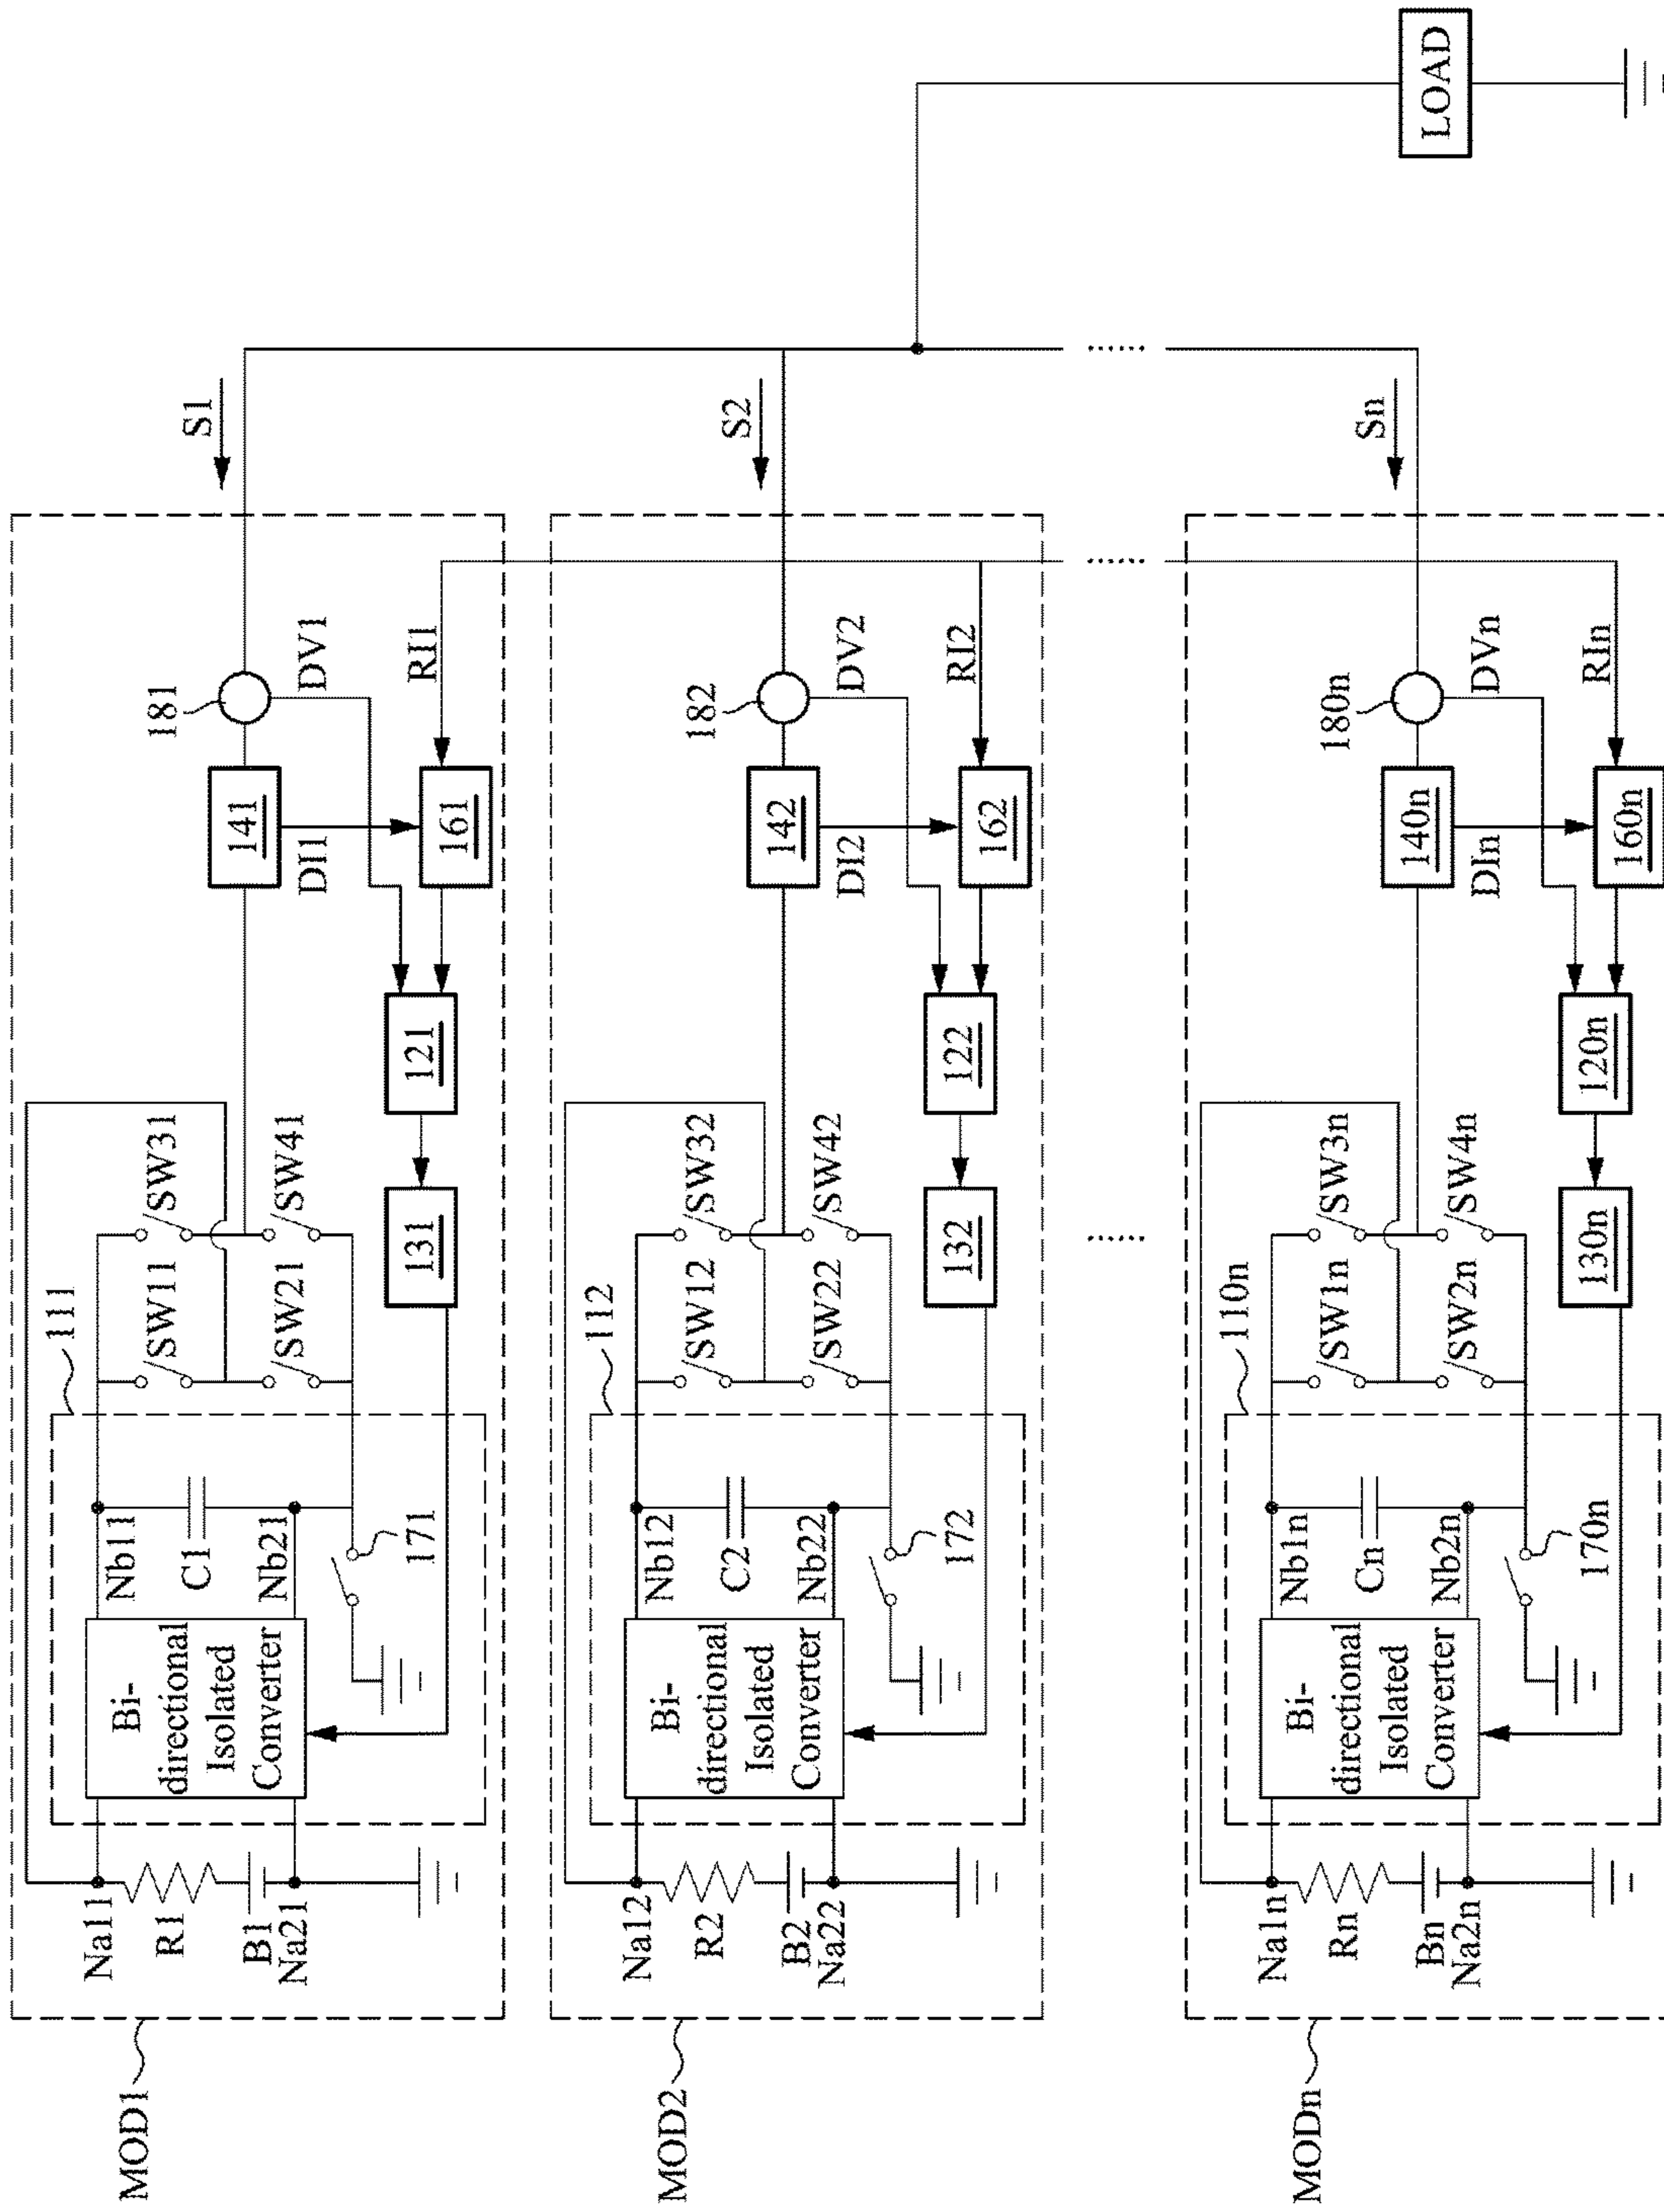 MOD1
Na11
R1
B1
Na21
Bi-
directional
Isolated
Converter
Nb11
C1
Nb21
171
111
SW11
SW21
SW31
SW41
131
121
141
DI1
161
181
DV1
RI1
S1
MOD2
Na12
R2
B2
Na22
Bi-
directional
Isolated
Converter
Nb12
C2
Nb22
172
112
SW12
SW22
SW32
SW42
132
122
142
DI2
162
182
DV2
RI2
S2
MODn
Na1n
Rn
Bn
Na2n
Bi-
directional
Isolated
Converter
Nb1n
Cn
Nb2n
170n
110n
SW1n
SW2n
SW3n
SW4n
130n
120n
140n
DIn
160n
180n
DVn
RIn
Sn
LOAD